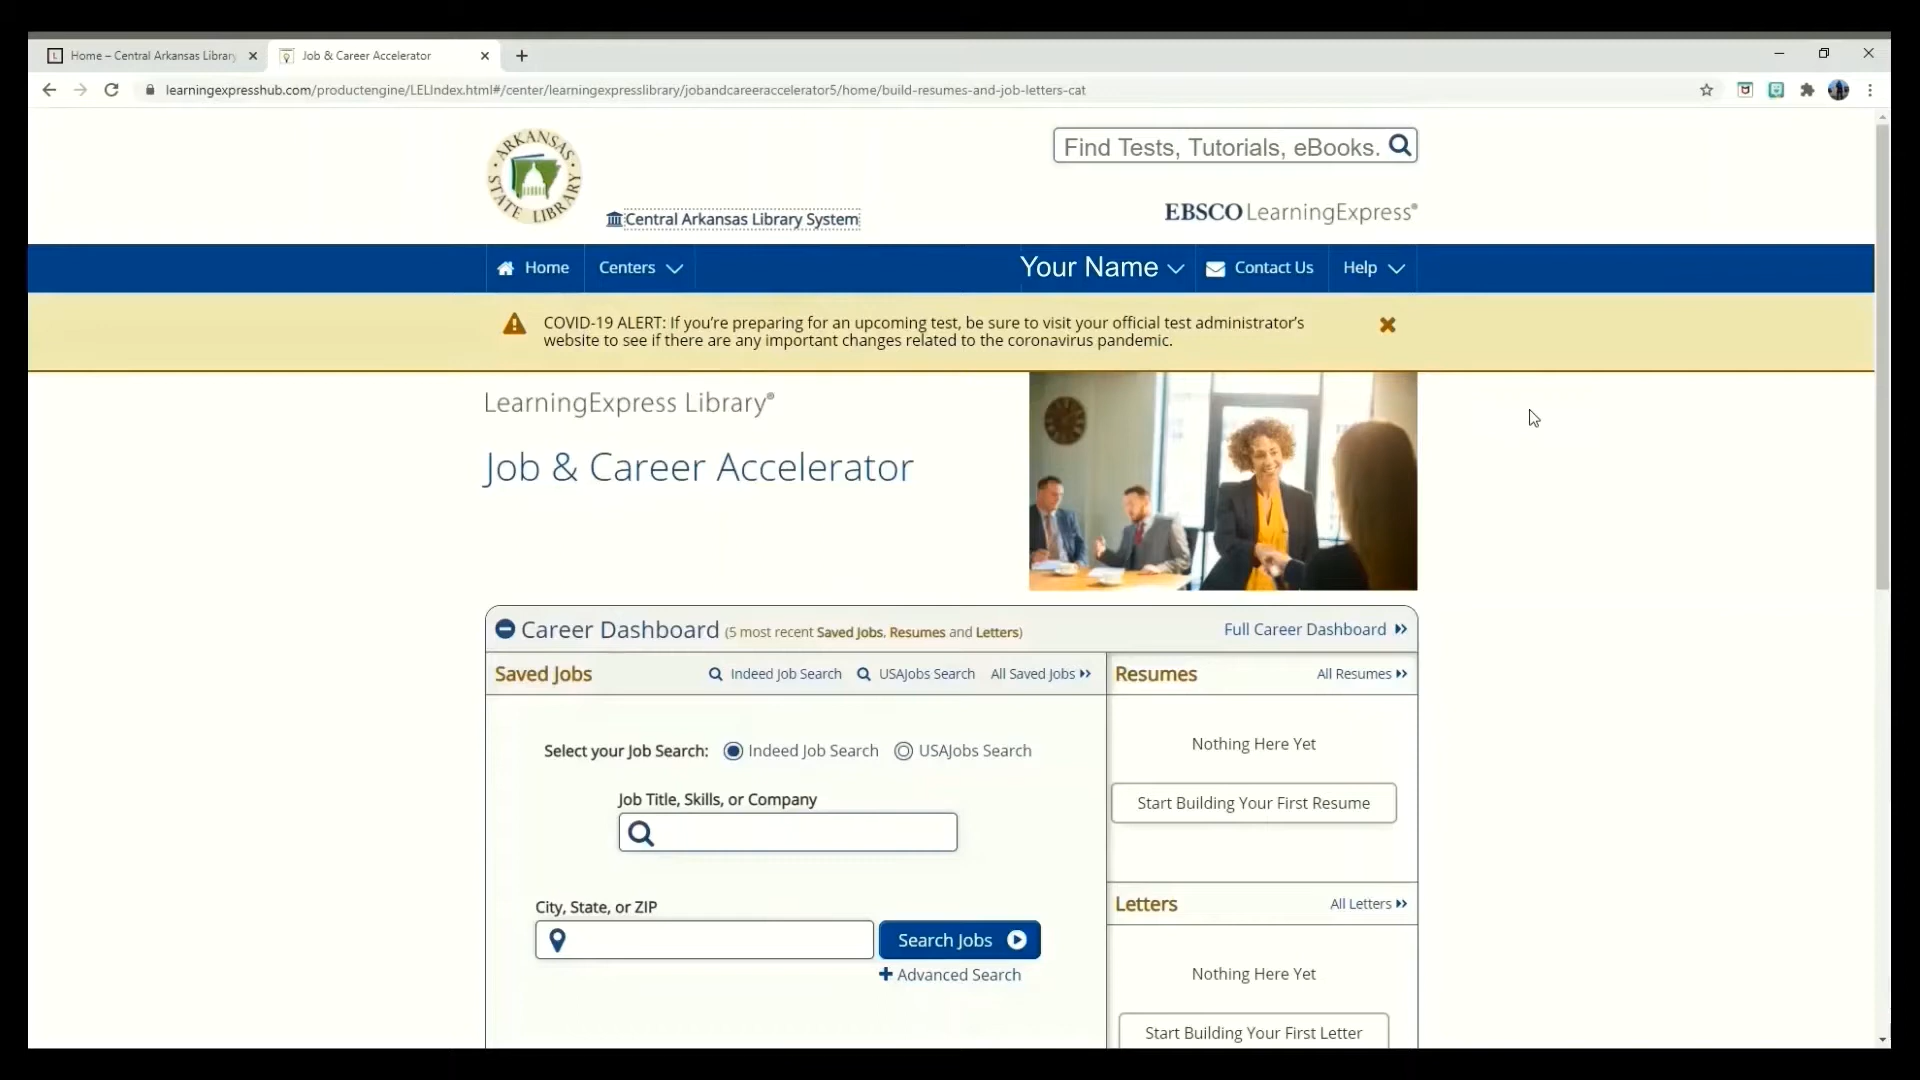 Home – Central Arkansas Library
Job & Career Accelerator
learningexpresshub.com/productengine/LELIndex.html#/center/learningexpresslibrary/jobandcareeraccelerator5/home/build-resumes-and-job-letters-cat
ARKANSAS STATE LIBRARY
Central Arkansas Library System
Find Tests, Tutorials, eBooks.
EBSCO LearningExpress®
Home
Centers
Your Name
Contact Us
Help
COVID-19 ALERT: If you’re preparing for an upcoming test, be sure to visit your official test administrator’s
website to see if there are any important changes related to the coronavirus pandemic.
LearningExpress Library®
Job & Career Accelerator
Career Dashboard (5 most recent Saved Jobs, Resumes and Letters)
Full Career Dashboard
Saved Jobs
Indeed Job Search
USAJobs Search
All Saved Jobs
Resumes
All Resumes
Select your Job Search:
Indeed Job Search
USAJobs Search
Nothing Here Yet
Job Title, Skills, or Company
Start Building Your First Resume
City, State, or ZIP
Letters
All Letters
Search Jobs
Advanced Search
Nothing Here Yet
Start Building Your First Letter